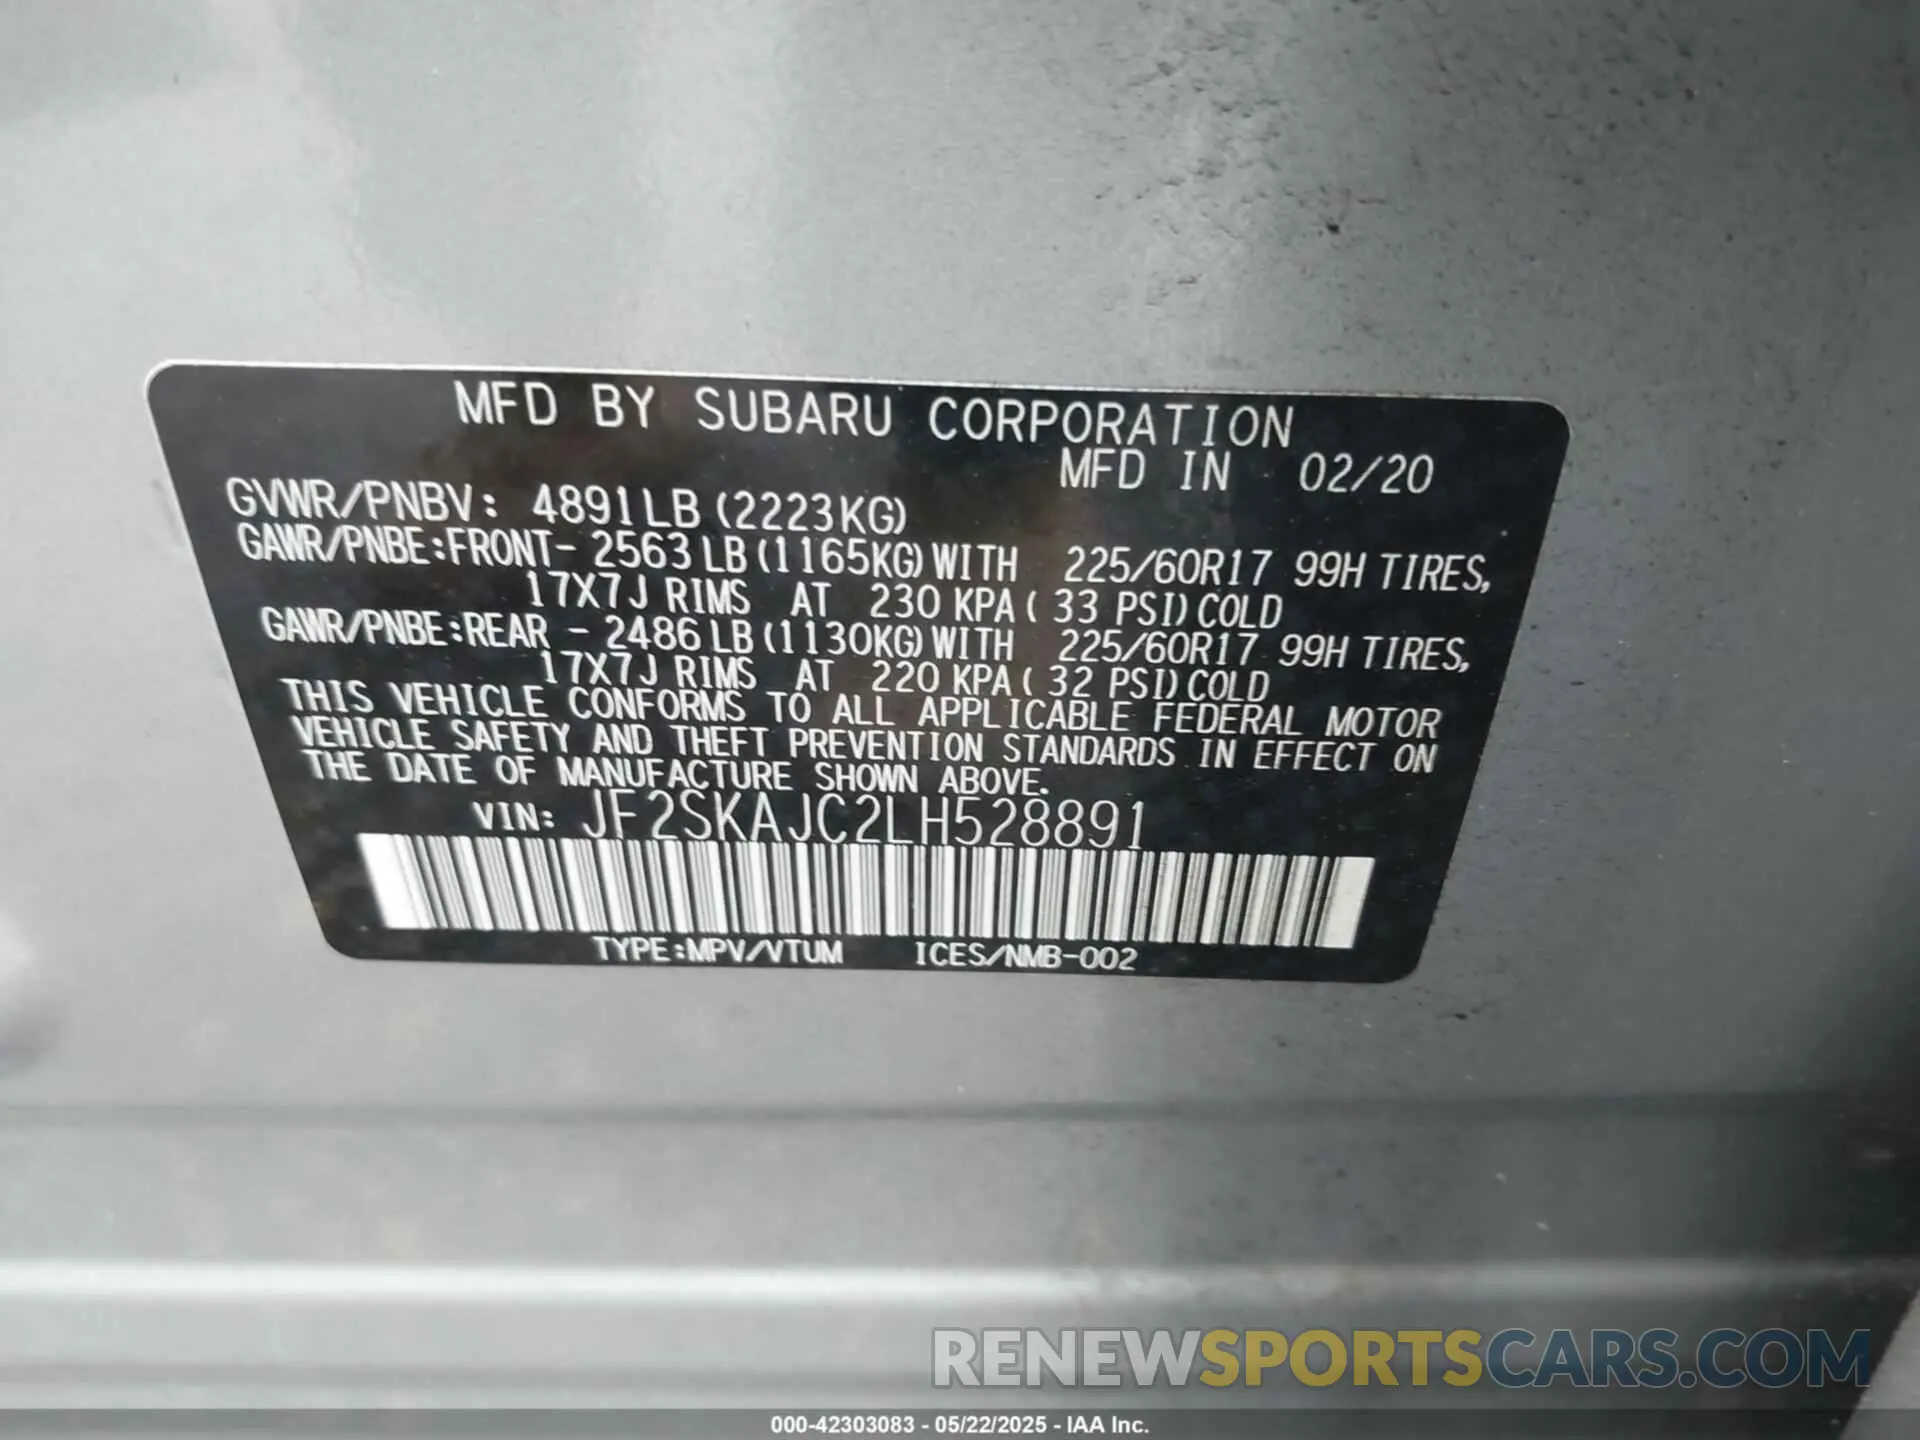 MFD BY SUBARU CORPORATION
MFD IN 02/20
GVWR/PNBV: 4891LB (2223KG)
GAWR/PNBE:FRONT- 2563 LB (1165KG) WITH 225/60R17 99H TIRES,
17X7J RIMS AT 230 KPA ( 33 PSI) COLD
GAWR/PNBE:REAR - 2486 LB (1130KG) WITH 225/60R17 99H TIRES,
17X7J RIMS AT 220 KPA ( 32 PSI) COLD
THIS VEHICLE CONFORMS TO ALL APPLICABLE FEDERAL MOTOR
VEHICLE SAFETY AND THEFT PREVENTION STANDARDS IN EFFECT ON
THE DATE OF MANUFACTURE SHOWN ABOVE.
VIN: JF2SKAJC2LH528891
TYPE:MPV/VTUM ICES/NMB-002
RENEWSPORTSCARS.COM
000-42303083 - 05/22/2025 - IAA Inc.